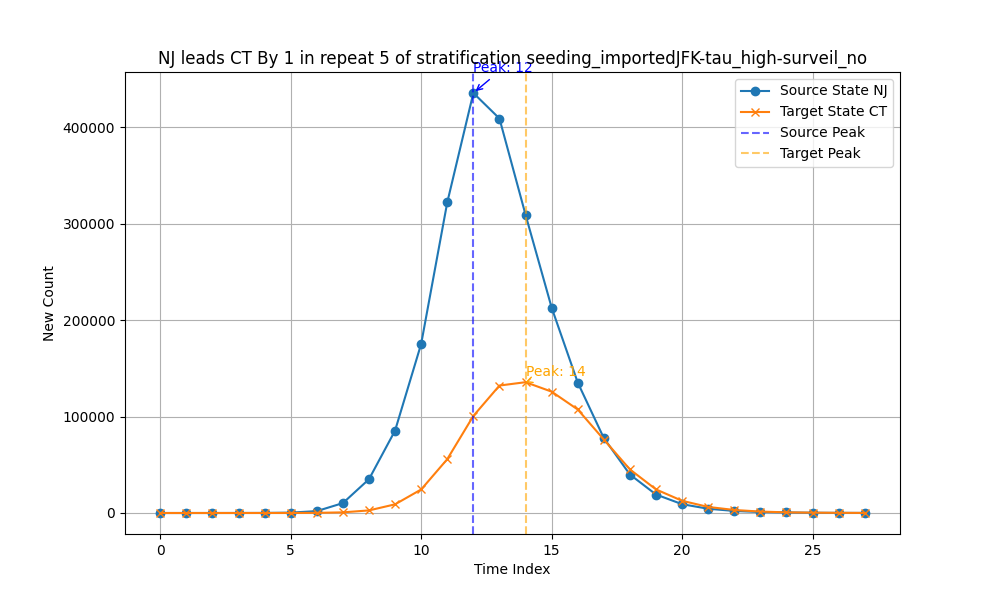 NJ leads CT By 1 in repeat 5 of stratification seeding_importedJFK-tau_high-surveil_no
Peak: 12
Source State NJ
Target State CT
Source Peak
Target Peak
400000
300000
200000
100000
0
New Count
Peak: 14
0 5 10 15 20 25
Time Index